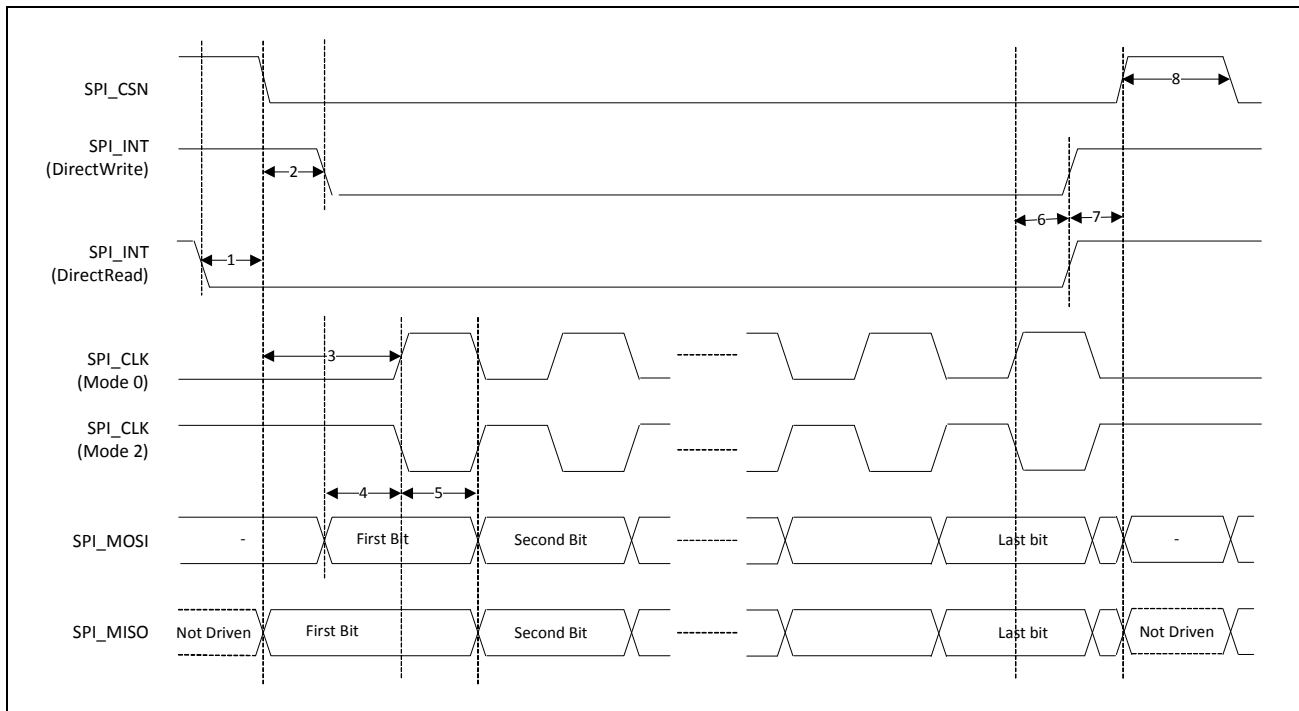 SPI_CSN
8
SPI_INT
(DirectWrite)
2
6
7
SPI_INT
(DirectRead)
1
SPI_CLK
(Mode 0)
3
SPI_CLK
(Mode 2)
4
5
SPI_MOSI
-
First Bit
Second Bit
Last bit
-
SPI_MISO
Not Driven
First Bit
Second Bit
Last bit
Not Driven